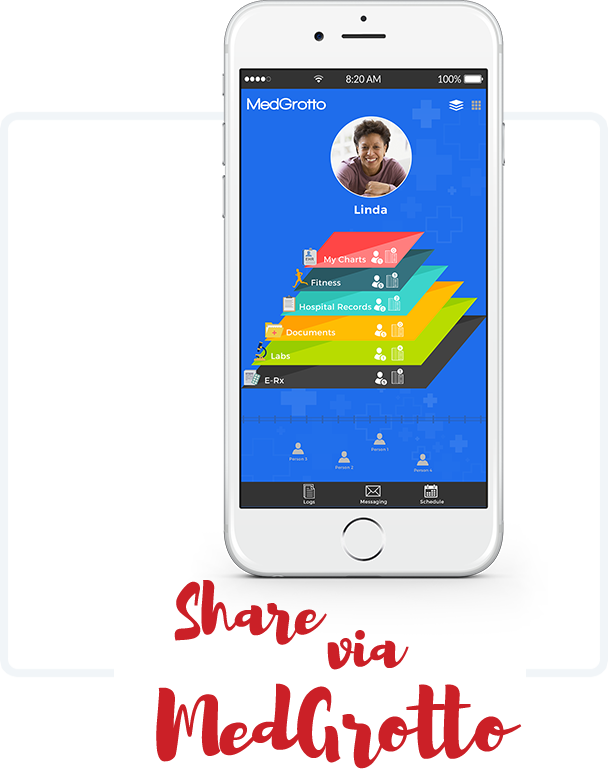 8:20 AM 100%
MedGrotto
Linda
My Charts
Fitness
Hospital Records
Documents
Labs
E-Rx
Person 1
Person 2
Person 3
Person 4
Logs Messaging Schedule
Share
via
MedGrotto